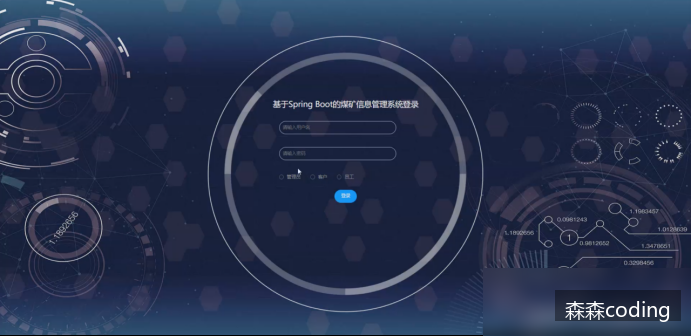 基于Spring Boot的煤矿信息管理系统登录
请输入用户名
请输入密码
管理员 客户 员工
登录
1.1892656
0.0981243
1.1983457
1.1892656
1
0.9812652
1.0128639
1.3478651
0.3298456
森森coding